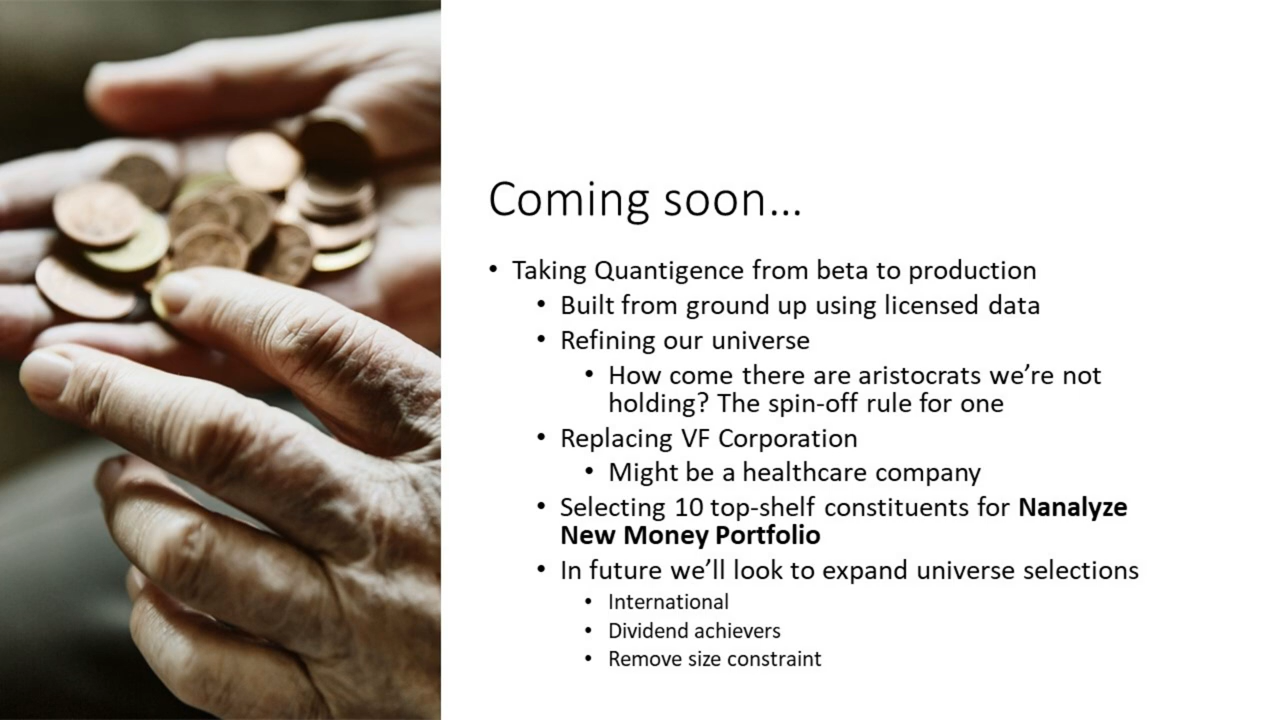 Coming soon...
• Taking Quantigence from beta to production
• Built from ground up using licensed data
• Refining our universe
• How come there are aristocrats we’re not
holding? The spin-off rule for one
• Replacing VF Corporation
• Might be a healthcare company
• Selecting 10 top-shelf constituents for Nanalyze
New Money Portfolio
• In future we’ll look to expand universe selections
• International
• Dividend achievers
• Remove size constraint